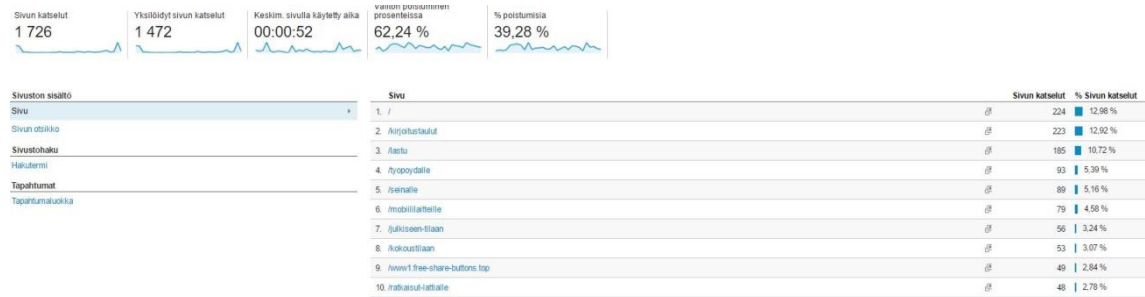 Sivun katselut
1 726
Yksilöidyt sivun katselut
1 472
Keskim. sivulla käytetty aika
00:00:52
Välitön poistuminen
prosenteissa
62,24 %
% poistumisia
39,28 %
Sivuston sisältö
Sivu
Sivun otsikko
Sivustohaku
Hakutermi
Tapahtumat
Tapahtumaluokka
Sivu Sivun katselut % Sivun katselut
1. / 224 12,98 %
2. /kirjoitustaulut 223 12,92 %
3. /lastu 185 10,72 %
4. /tyopoydalle 93 5,39 %
5. /seinalle 89 5,16 %
6. /mobiililaitteille 79 4,58 %
7. /julkiseen-tilaan 56 3,24 %
8. /kokoustilaan 53 3,07 %
9. /www1.free-share-buttons.top 49 2,84 %
10. /ratkaisut-lattialle 48 2,78 %